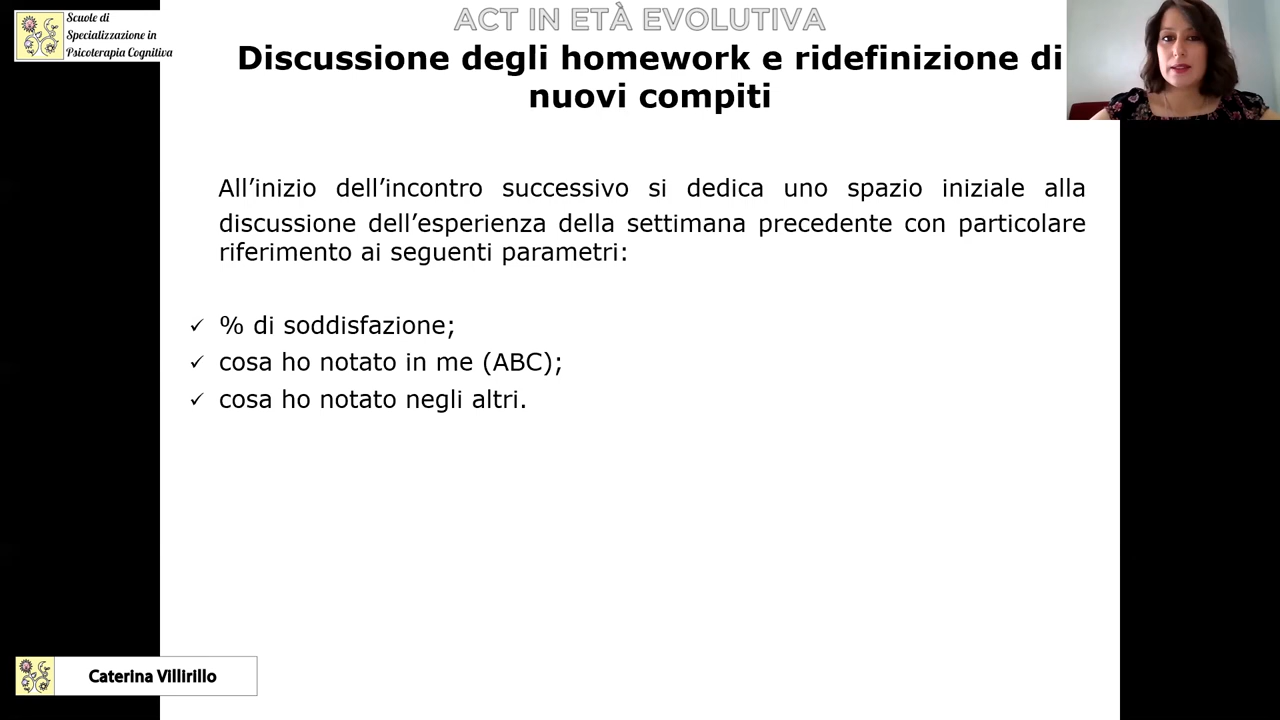 Scuole di
Specializzazione in
Psicoterapia Cognitiva
ACT IN ETÀ EVOLUTIVA
Discussione degli homework e ridefinizione di
nuovi compiti
All’inizio dell’incontro successivo si dedica uno spazio iniziale alla
discussione dell’esperienza della settimana precedente con particolare
riferimento ai seguenti parametri:
✓ % di soddisfazione;
✓ cosa ho notato in me (ABC);
✓ cosa ho notato negli altri.
Caterina Villirillo